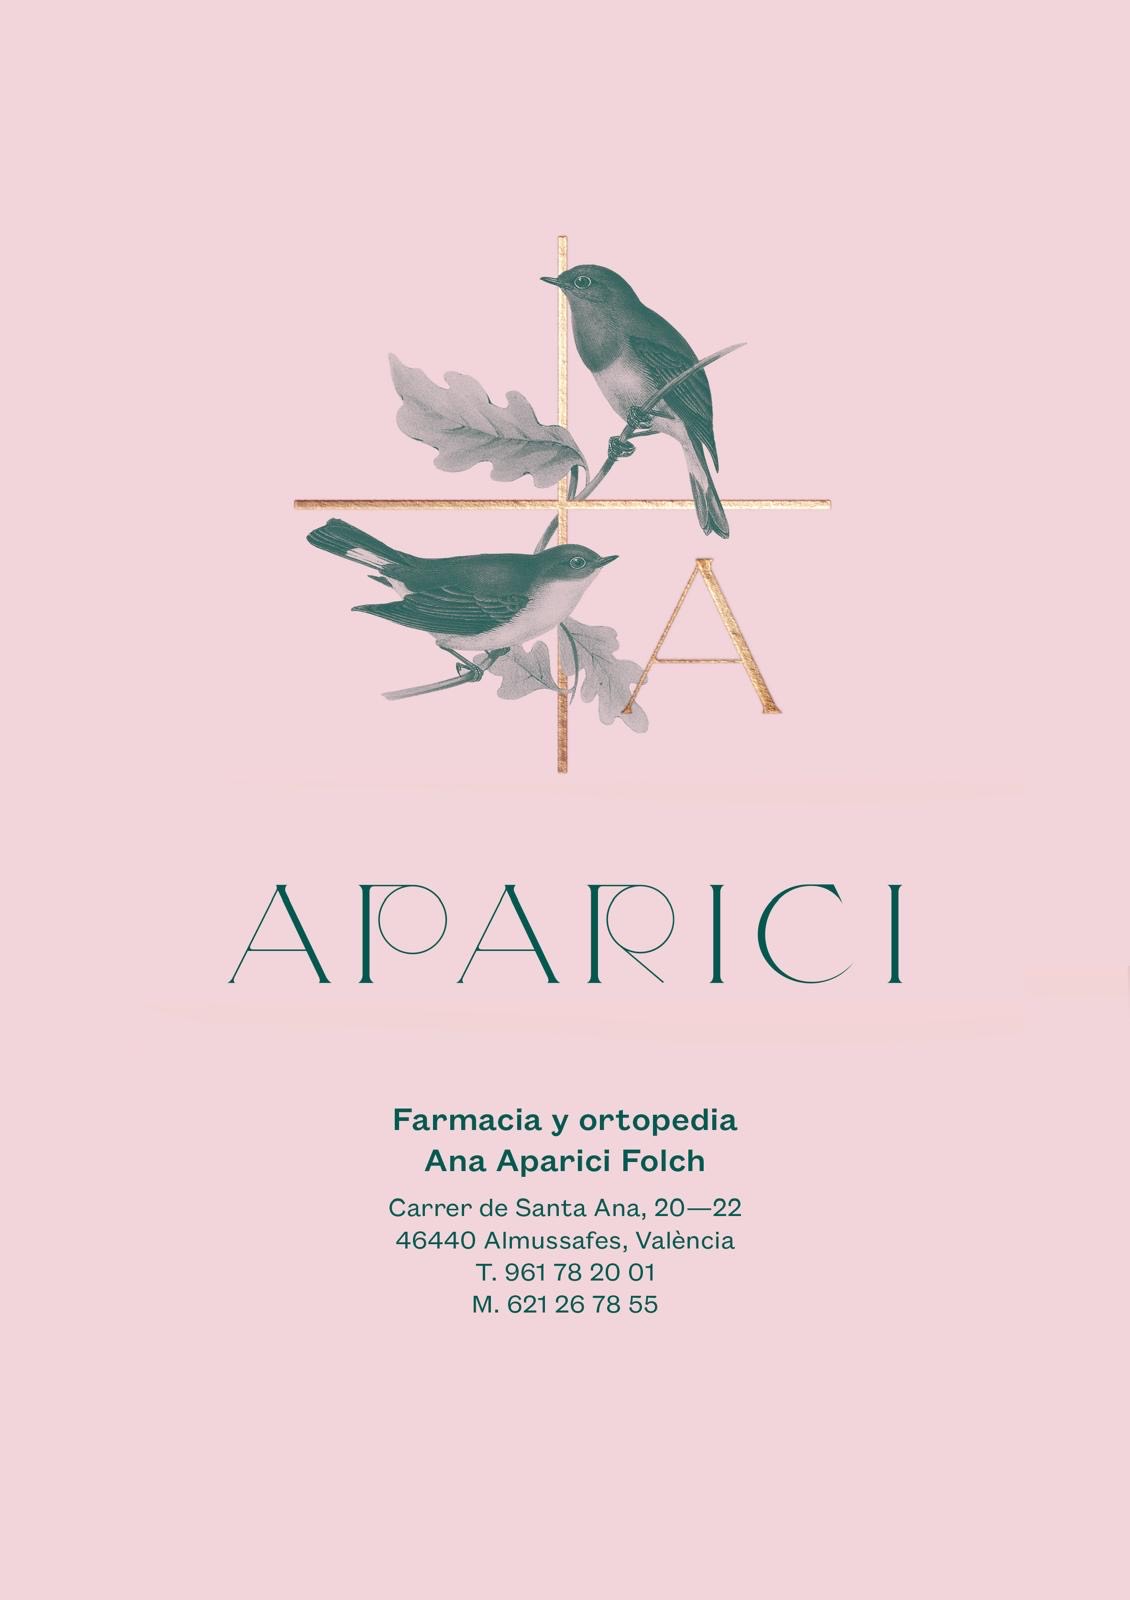 A
APARICI
Farmacia y ortopedia
Ana Aparici Folch
Carrer de Santa Ana, 20—22
46440 Almussafes, València
T. 961 78 20 01
M. 621 26 78 55